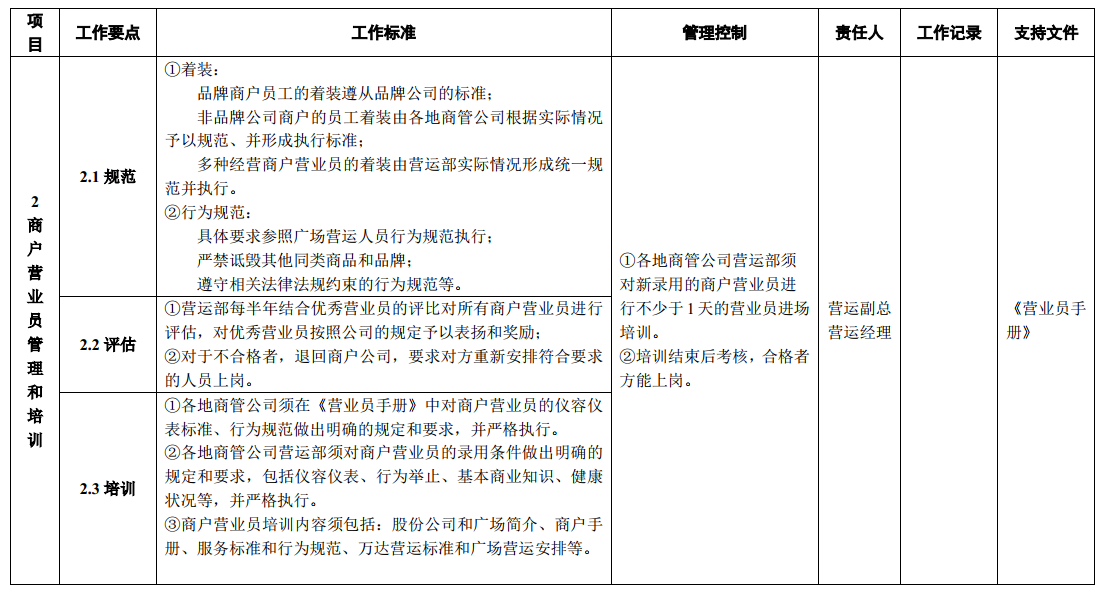 项目
工作要点
工作标准
管理控制
责任人
工作记录
支持文件
2
商户营业员管理和培训
2.1 规范
①着装：
品牌商户员工的着装遵从品牌公司的标准；
非品牌公司商户的员工着装由各地商管公司根据实际情况
予以规范、并形成执行标准；
多种经营商户营业员的着装由营运部实际情况形成统一规
范并执行。
②行为规范：
具体要求参照广场营运人员行为规范执行；
严禁诋毁其他同类商品和品牌；
遵守相关法律法规约束的行为规范等。
2.2 评估
①营运部每半年结合优秀营业员的评比对所有商户营业员进行
评估，对优秀营业员按照公司的规定予以表扬和奖励；
②对于不合格者，退回商户公司，要求对方重新安排符合要求
的人员上岗。
2.3 培训
①各地商管公司须在《营业员手册》中对商户营业员的仪容仪
表标准、行为规范做出明确的规定和要求，并严格执行。
②各地商管公司营运部须对商户营业员的录用条件做出明确的
规定和要求，包括仪容仪表、行为举止、基本商业知识、健康
状况等，并严格执行。
③商户营业员培训内容须包括：股份公司和广场简介、商户手
册、服务标准和行为规范、万达营运标准和广场营运安排等。
①各地商管公司营运部须
对新录用的商户营业员进
行不少于 1 天的营业员进场
培训。
②培训结束后考核，合格者
方能上岗。
营运副总
营运经理
《营业员手
册》